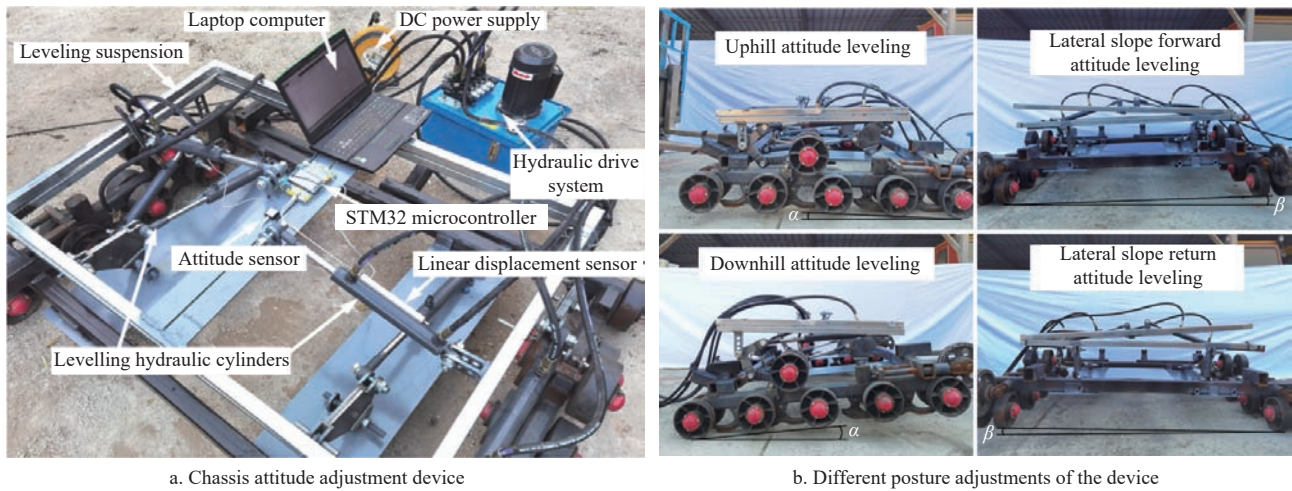 Laptop computer
DC power supply
Leveling suspension
Hydraulic drive
system
STM32 microcontroller
Attitude sensor
Linear displacement sensor
Levelling hydraulic cylinders
a. Chassis attitude adjustment device
Uphill attitude leveling
α
Lateral slope forward
attitude leveling
β
Downhill attitude leveling
α
Lateral slope return
attitude leveling
β
b. Different posture adjustments of the device